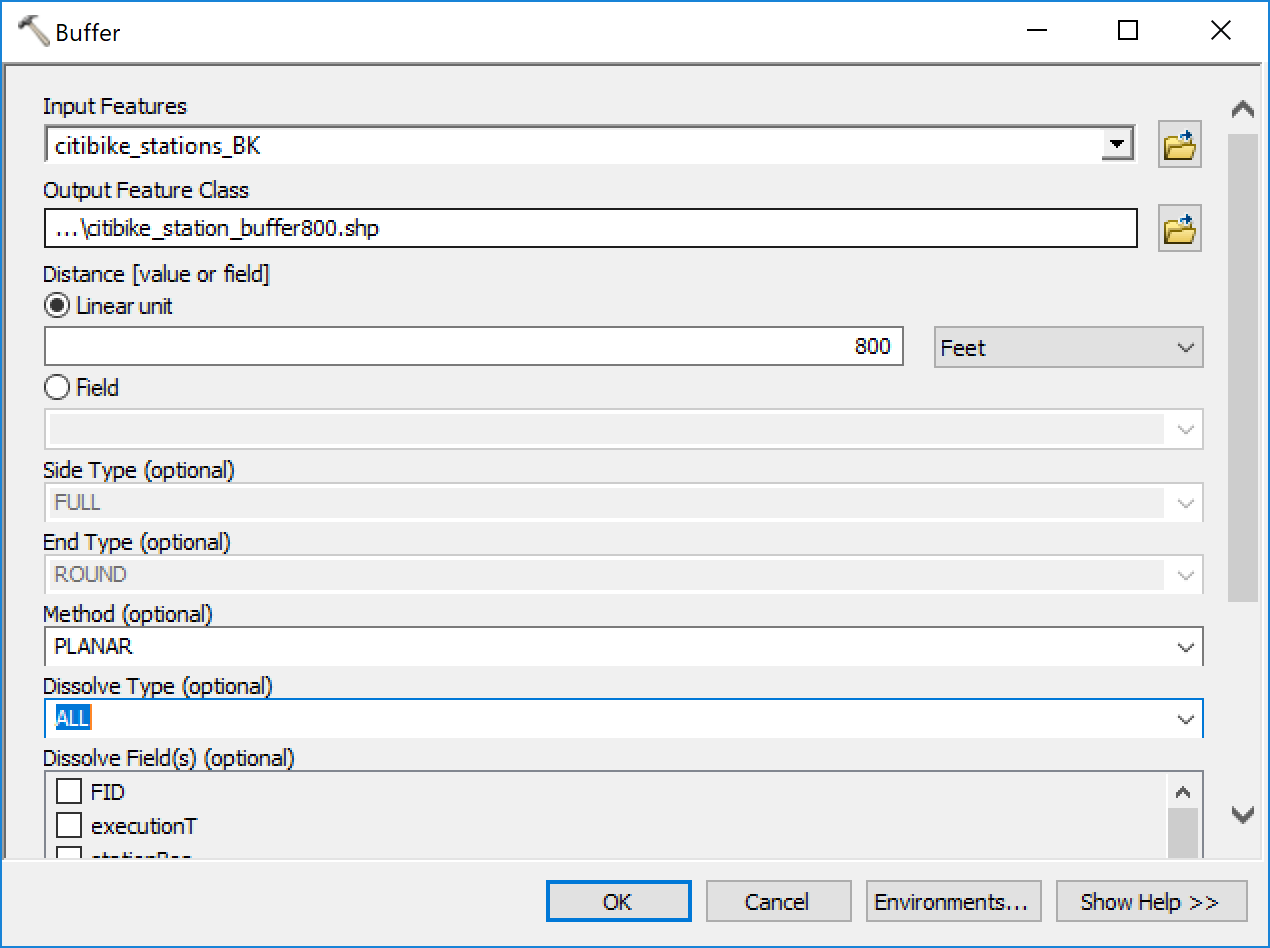 Buffer
Input Features
citibike_stations_BK
Output Feature Class
...\citibike_station_buffer800.shp
Distance [value or field]
Linear unit
800 Feet
Field
Side Type (optional)
FULL
End Type (optional)
ROUND
Method (optional)
PLANAR
Dissolve Type (optional)
ALL
Dissolve Field(s) (optional)
FID
executionT
OK Cancel Environments... Show Help >>